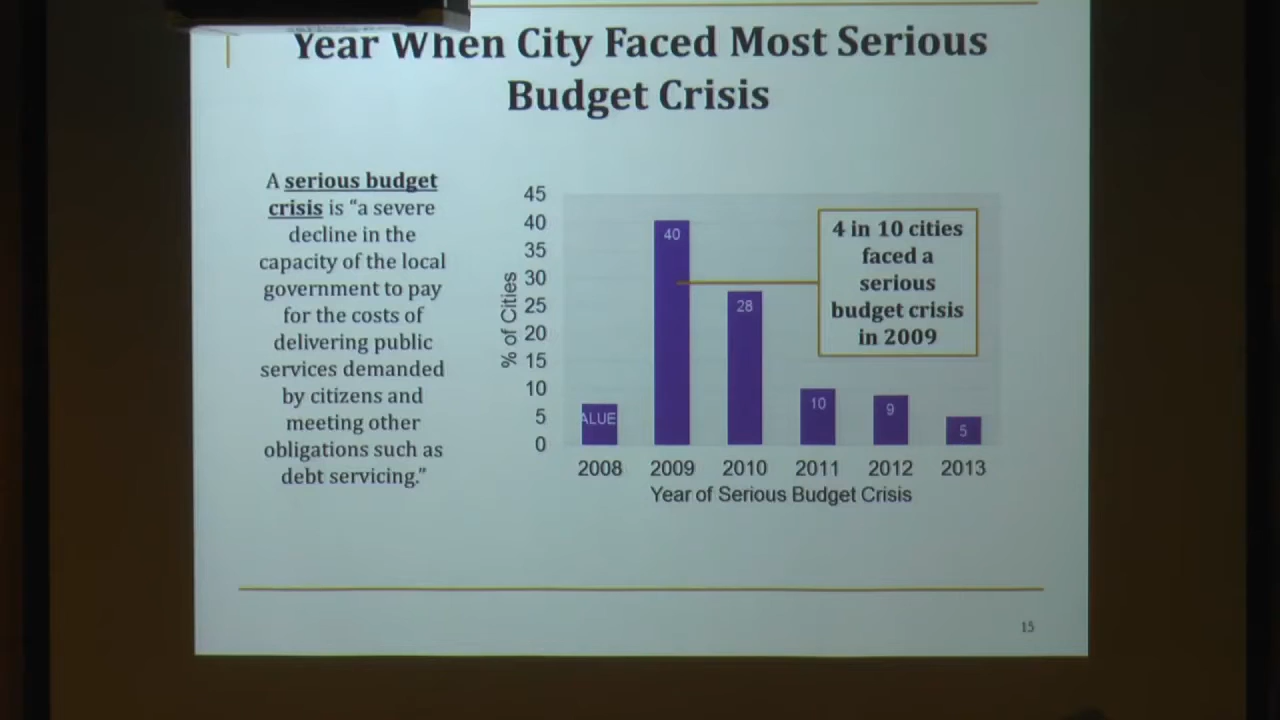 Year When City Faced Most Serious
Budget Crisis
A serious budget
crisis is “a severe
decline in the
capacity of the local
government to pay
for the costs of
delivering public
services demanded
by citizens and
meeting other
obligations such as
debt servicing.”
% of Cities
45
40
35
30
25
20
15
10
5
0
ALUE
40
28
10
9
5
4 in 10 cities
faced a
serious
budget crisis
in 2009
2008 2009 2010 2011 2012 2013
Year of Serious Budget Crisis
15